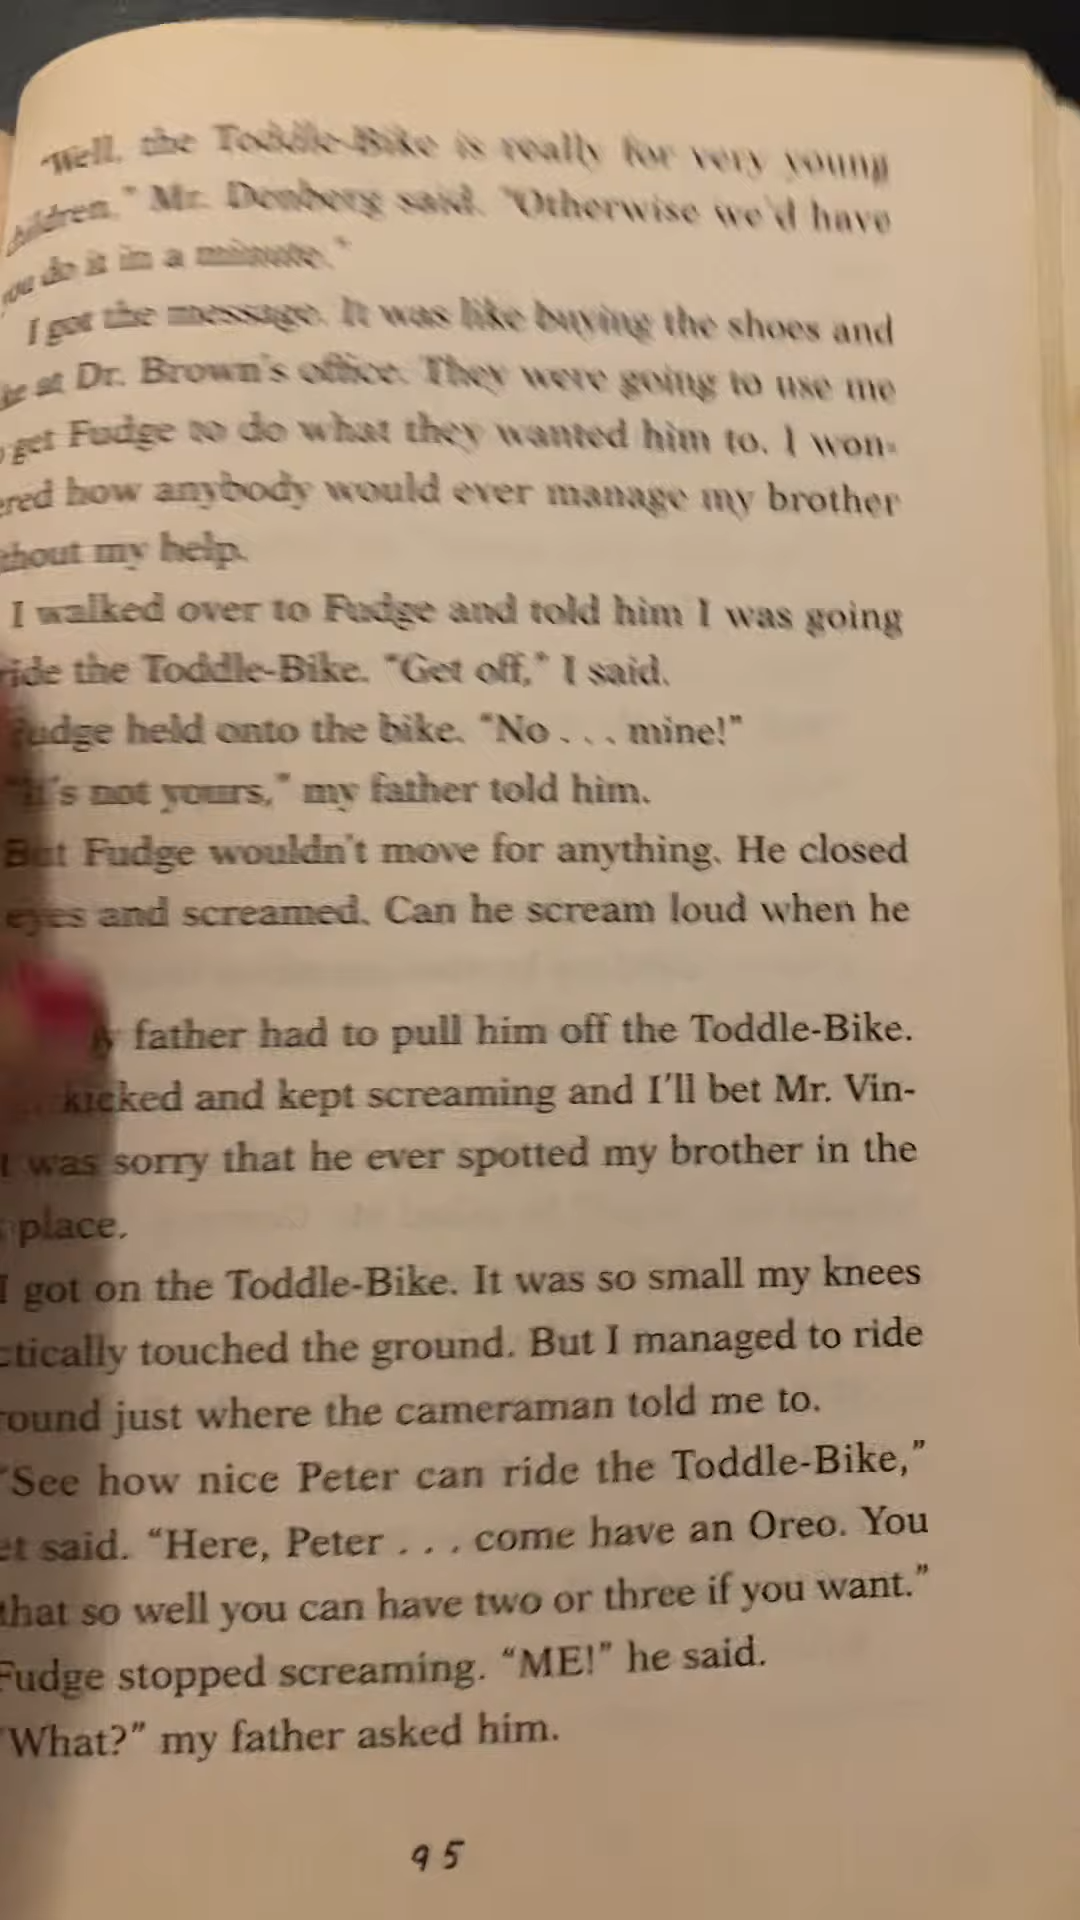 "Well, the Toddle-Bike is really for very young
children," Mr. Denberg said. "Otherwise we'd have
you do it in a minute."
I got the message. It was like buying the shoes and
at Dr. Brown's office. They were going to use me
get Fudge to do what they wanted him to. I won-
ered how anybody would ever manage my brother
thout my help.
I walked over to Fudge and told him I was going
ride the Toddle-Bike. "Get off," I said.
Fudge held onto the bike. "No . . . mine!"
"It's not yours," my father told him.
But Fudge wouldn't move for anything. He closed
eyes and screamed. Can he scream loud when he
y father had to pull him off the Toddle-Bike.
kicked and kept screaming and I'll bet Mr. Vin-
t was sorry that he ever spotted my brother in the
place.
I got on the Toddle-Bike. It was so small my knees
ctically touched the ground. But I managed to ride
ound just where the cameraman told me to.
"See how nice Peter can ride the Toddle-Bike,"
et said. "Here, Peter . . . come have an Oreo. You
that so well you can have two or three if you want."
Fudge stopped screaming. "ME!" he said.
"What?" my father asked him.
95